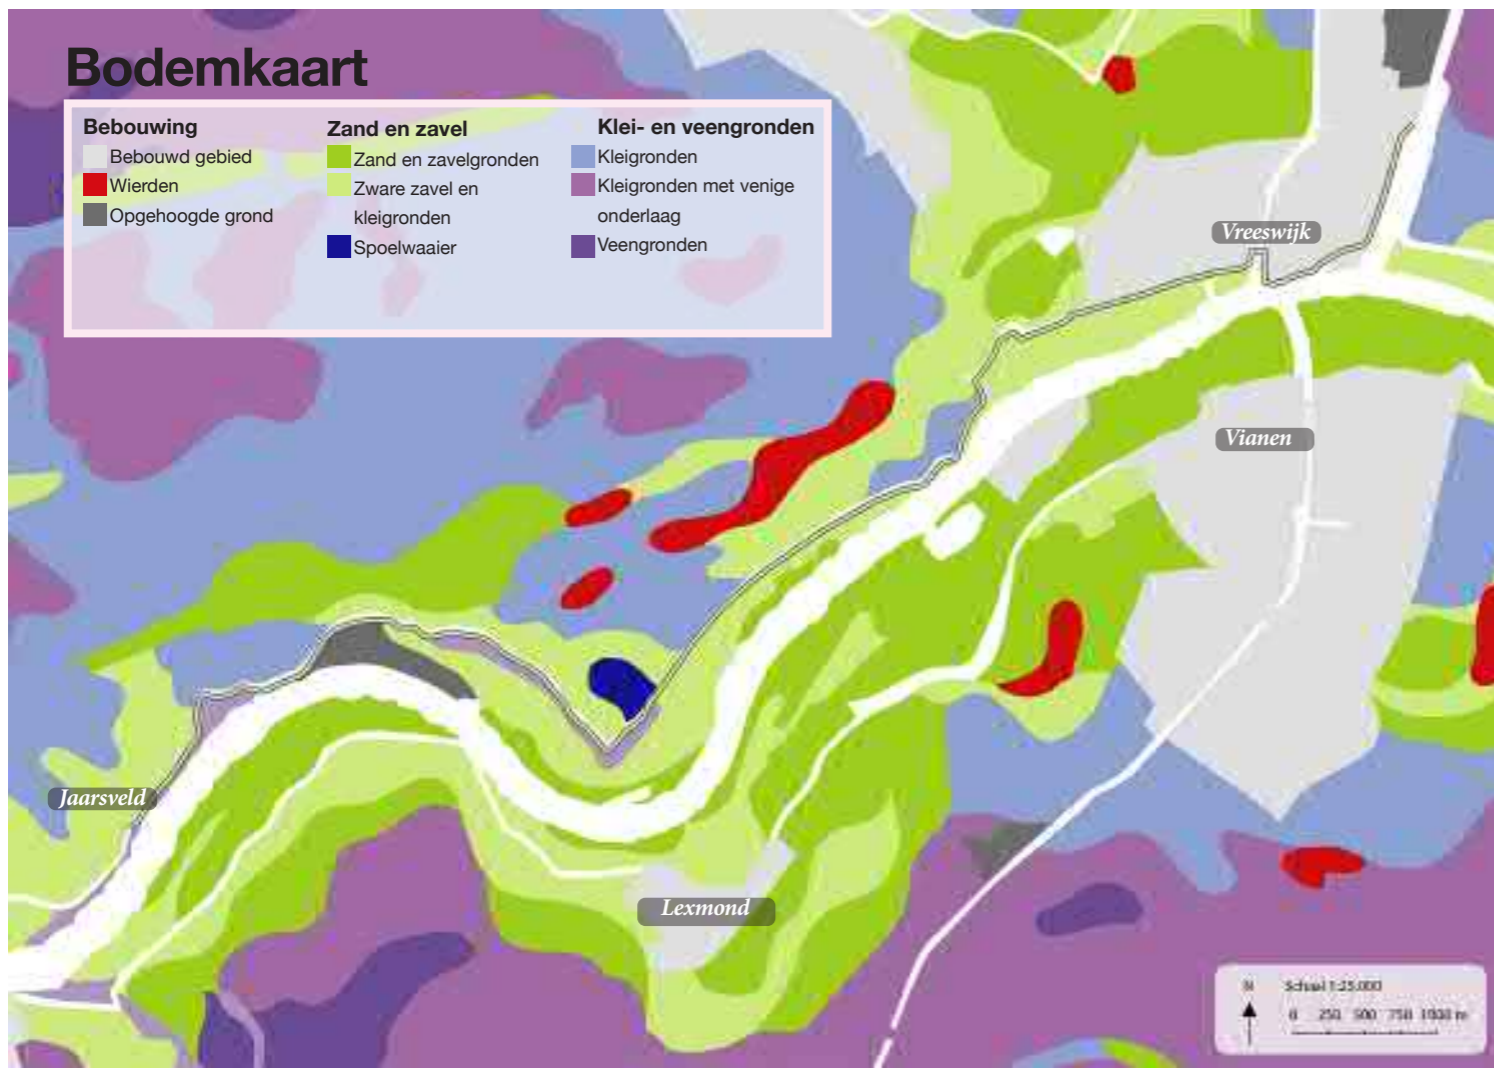 Bodemkaart
Bebouwing
Bebouwd gebied
Wierden
Opgehoogde grond
Zand en zavel
Zand en zavelgronden
Zware zavel en
kleigronden
Spoelwaaier
Klei- en veengronden
Kleigronden
Kleigronden met venige
onderlaag
Veengronden
Vreeswijk
Vianen
Jaarsveld
Lexmond
N Schaal 1:25.000
0 250 500 750 1000 m